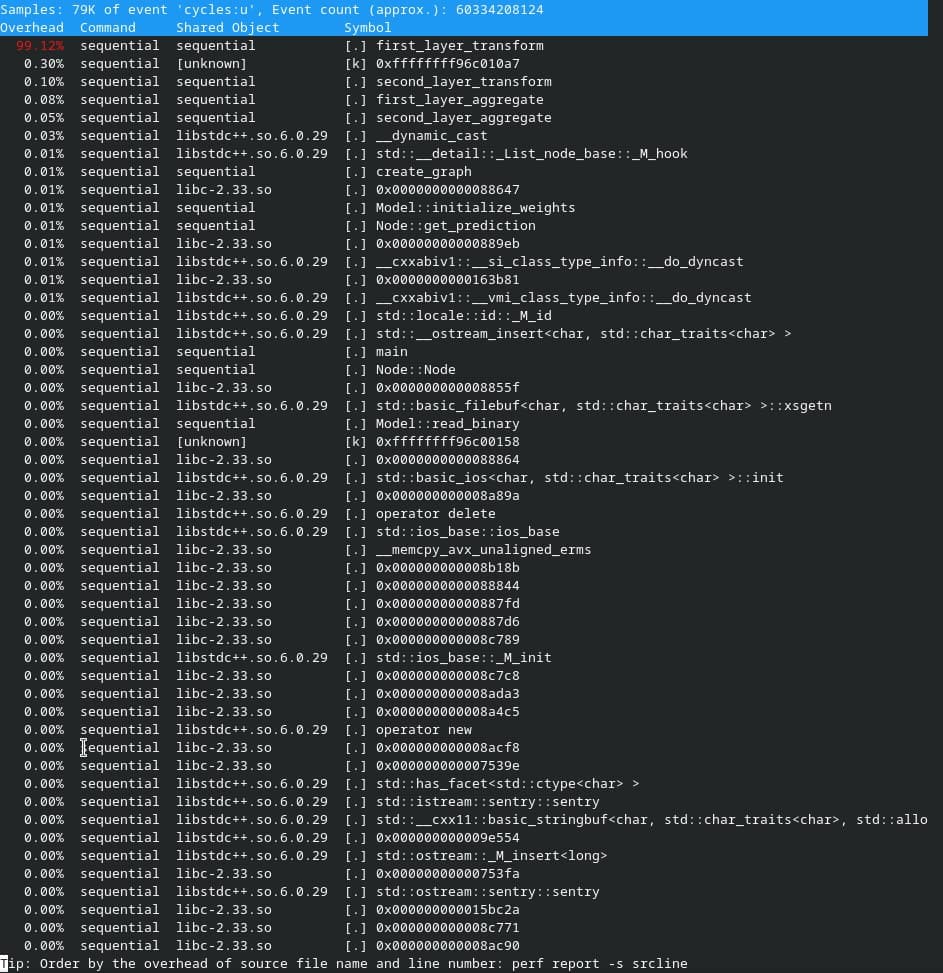 Samples: 79K of event 'cycles:u', Event count (approx.): 60334208124
Overhead  Command     Shared Object        Symbol
99.12%  sequential  sequential           [.] first_layer_transform
0.30%  sequential  [unknown]            [k] 0xffffffff96c010a7
0.10%  sequential  sequential           [.] second_layer_transform
0.08%  sequential  sequential           [.] first_layer_aggregate
0.05%  sequential  sequential           [.] second_layer_aggregate
0.03%  sequential  libstdc++.so.6.0.29  [.] __dynamic_cast
0.01%  sequential  libstdc++.so.6.0.29  [.] std::__detail::_List_node_base::_M_hook
0.01%  sequential  sequential           [.] create_graph
0.01%  sequential  libc-2.33.so         [.] 0x0000000000088647
0.01%  sequential  sequential           [.] Model::initialize_weights
0.01%  sequential  sequential           [.] Node::get_prediction
0.01%  sequential  libc-2.33.so         [.] 0x00000000000889eb
0.01%  sequential  libstdc++.so.6.0.29  [.] __cxxabiv1::__si_class_type_info::__do_dyncast
0.01%  sequential  libc-2.33.so         [.] 0x0000000000163b81
0.01%  sequential  libstdc++.so.6.0.29  [.] __cxxabiv1::__vmi_class_type_info::__do_dyncast
0.00%  sequential  libstdc++.so.6.0.29  [.] std::locale::id::_M_id
0.00%  sequential  libstdc++.so.6.0.29  [.] std::__ostream_insert<char, std::char_traits<char> >
0.00%  sequential  sequential           [.] main
0.00%  sequential  sequential           [.] Node::Node
0.00%  sequential  libc-2.33.so         [.] 0x000000000008855f
0.00%  sequential  libstdc++.so.6.0.29  [.] std::basic_filebuf<char, std::char_traits<char> >::xsgetn
0.00%  sequential  sequential           [.] Model::read_binary
0.00%  sequential  [unknown]            [k] 0xffffffff96c00158
0.00%  sequential  libc-2.33.so         [.] 0x0000000000088864
0.00%  sequential  libstdc++.so.6.0.29  [.] std::basic_ios<char, std::char_traits<char> >::init
0.00%  sequential  libc-2.33.so         [.] 0x000000000008a89a
0.00%  sequential  libstdc++.so.6.0.29  [.] operator delete
0.00%  sequential  libstdc++.so.6.0.29  [.] std::ios_base::ios_base
0.00%  sequential  libc-2.33.so         [.] __memcpy_avx_unaligned_erms
0.00%  sequential  libc-2.33.so         [.] 0x000000000008b18b
0.00%  sequential  libc-2.33.so         [.] 0x0000000000088844
0.00%  sequential  libc-2.33.so         [.] 0x00000000000887fd
0.00%  sequential  libc-2.33.so         [.] 0x00000000000887d6
0.00%  sequential  libc-2.33.so         [.] 0x000000000008c789
0.00%  sequential  libstdc++.so.6.0.29  [.] std::ios_base::_M_init
0.00%  sequential  libc-2.33.so         [.] 0x000000000008c7c8
0.00%  sequential  libc-2.33.so         [.] 0x000000000008ada3
0.00%  sequential  libc-2.33.so         [.] 0x000000000008a4c5
0.00%  sequential  libstdc++.so.6.0.29  [.] operator new
0.00%  sequential  libc-2.33.so         [.] 0x000000000008acf8
0.00%  sequential  libc-2.33.so         [.] 0x000000000007539e
0.00%  sequential  libstdc++.so.6.0.29  [.] std::has_facet<std::ctype<char> >
0.00%  sequential  libstdc++.so.6.0.29  [.] std::istream::sentry::sentry
0.00%  sequential  libstdc++.so.6.0.29  [.] std::__cxx11::basic_stringbuf<char, std::char_traits<char>, std::allo
0.00%  sequential  libc-2.33.so         [.] 0x000000000009e554
0.00%  sequential  libstdc++.so.6.0.29  [.] std::ostream::_M_insert<long>
0.00%  sequential  libc-2.33.so         [.] 0x00000000000753fa
0.00%  sequential  libstdc++.so.6.0.29  [.] std::ostream::sentry::sentry
0.00%  sequential  libc-2.33.so         [.] 0x000000000015bc2a
0.00%  sequential  libc-2.33.so         [.] 0x000000000008c771
0.00%  sequential  libc-2.33.so         [.] 0x000000000008ac90
Tip: Order by the overhead of source file name and line number: perf report -s srcline